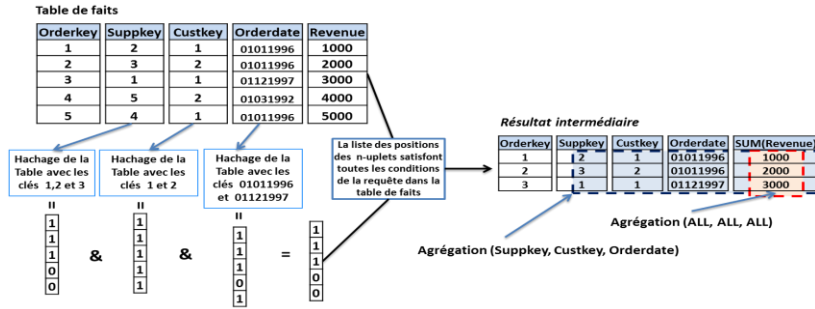 Table de faits
Orderkey Suppkey Custkey Orderdate Revenue
1 2 1 01011996 1000
2 3 2 01011996 2000
3 1 1 01121997 3000
4 5 2 01031992 4000
5 4 1 01011996 5000
Hachage de la
Table avec les
clés 1,2 et 3
Hachage de la
Table avec les
clés 1 et 2
Hachage de la
Table avec les
clés 01011996
et 01121997
=
1
1
1
0
0
&
=
1
1
1
1
1
&
=
1
1
1
0
1
=
1
1
1
0
0
La liste des positions
des n-uplets satisfont
toutes les conditions
de la requête dans la
table de faits
Résultat intermédiaire
Orderkey Suppkey Custkey Orderdate SUM(Revenue)
1 2 1 01011996 1000
2 3 2 01011996 2000
3 1 1 01121997 3000
Agrégation (ALL, ALL, ALL)
Agrégation (Suppkey, Custkey, Orderdate)